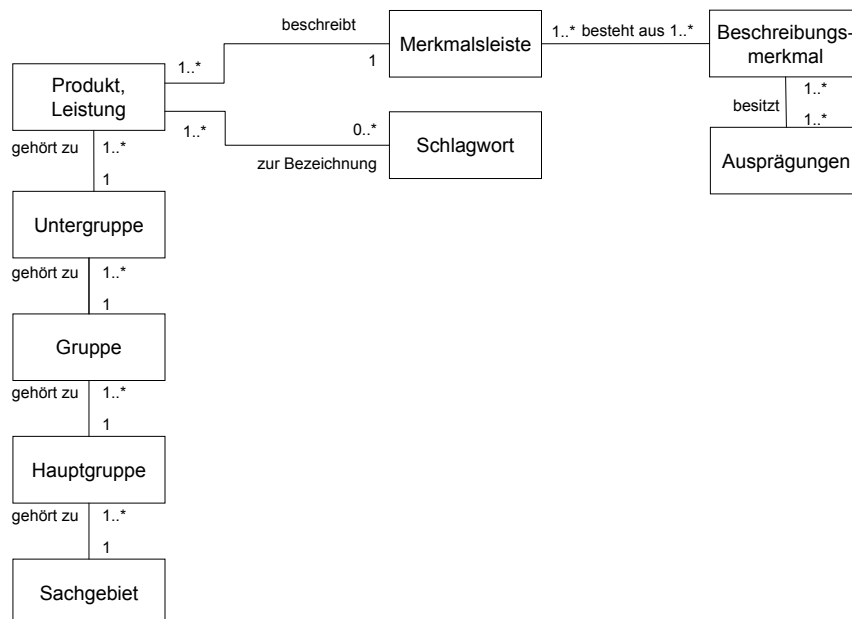 beschreibt
Merkmalsleiste
1..* besteht aus 1..*
Beschreibungs-
merkmal
1..*
1
Produkt,
Leistung
1..*
besitzt
1..*
1..*
0..*
Schlagwort
Ausprägungen
zur Bezeichnung
gehört zu
1..*
1
Untergruppe
gehört zu
1..*
1
Gruppe
gehört zu
1..*
1
Hauptgruppe
gehört zu
1..*
1
Sachgebiet